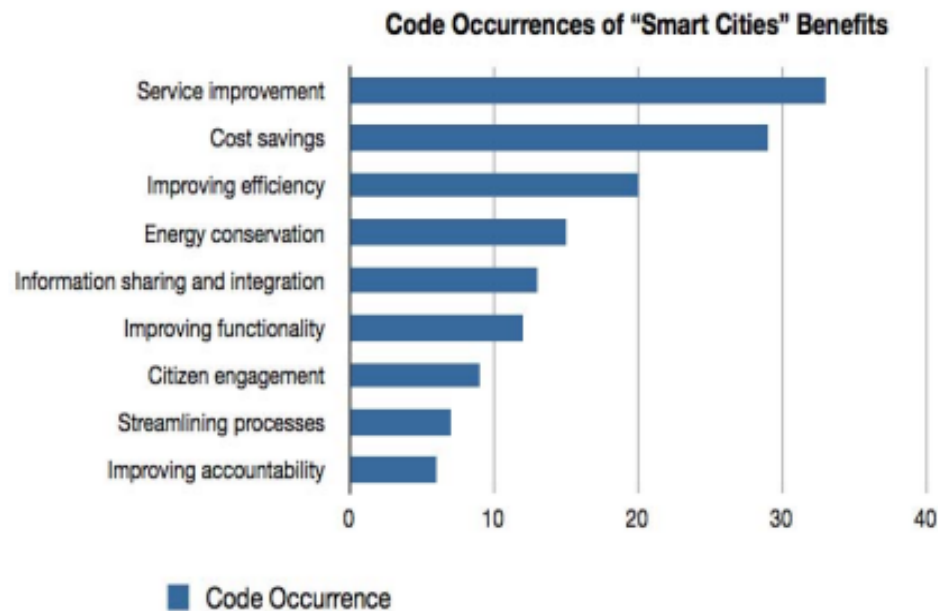 Code Occurrences of “Smart Cities” Benefits
Service improvement
Cost savings
Improving efficiency
Energy conservation
Information sharing and integration
Improving functionality
Citizen engagement
Streamlining processes
Improving accountability
0 10 20 30 40
Code Occurrence